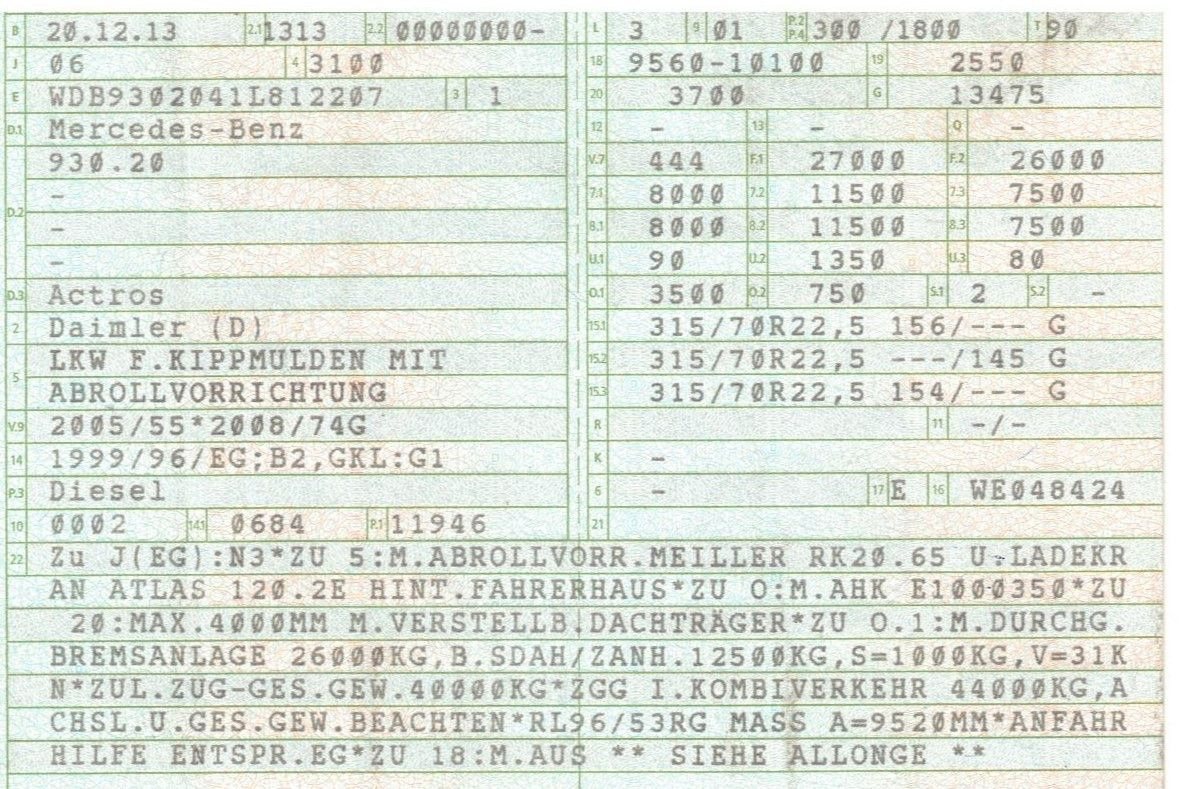 B 20.12.13 2.1 1313 2.2 00000000-
J 06 4 3100
E WDB9302041L812207 3 1
D.1 Mercedes-Benz
930.20
D.2 -
-
-
D.3 Actros
2 Daimler (D)
5 LKW F.KIPPMULDEN MIT
ABROLLVORRICHTUNG
V.9 2005/55*2008/74G
14 1999/96/EG;B2,GKL:G1
P.3 Diesel
10 0002 14.1 0684 P.1 11946
L 3 9 01 P.2 P.4 300 /1800 T 90
18 9560-10100 19 2550
20 3700 G 13475
12 - 13 - Q -
V.7 444 F.1 27000 F.2 26000
7.1 8000 7.2 11500 7.3 7500
8.1 8000 8.2 11500 8.3 7500
U.1 90 U.2 1350 U.3 80
O.1 3500 O.2 750 S.1 2 S.2 -
15.1 315/70R22,5 156/--- G
15.2 315/70R22,5 ---/145 G
15.3 315/70R22,5 154/--- G
R 11 -/-
K -
6 - 17 E 16 WE048424
21
22 Zu J(EG):N3*ZU 5:M.ABROLLVORR.MEILLER RK20.65 U.LADEKR
AN ATLAS 120.2E HINT.FAHRERHAUS*ZU O:M.AHK E1000350*ZU
20:MAX.4000MM M.VERSTELLB.DACHTRÄGER*ZU O.1:M.DURCHG.
BREMSANLAGE 26000KG,B.SDAH/ZANH.12500KG,S=1000KG,V=31K
N*ZUL.ZUG-GES.GEW.40000KG*ZGG I.KOMBIVERKEHR 44000KG,A
CHSL.U.GES.GEW.BEACHTEN*RL96/53RG MASS A=9520MM*ANFAHR
HILFE ENTSPR.EG*ZU 18:M.AUS ** SIEHE ALLONGE **